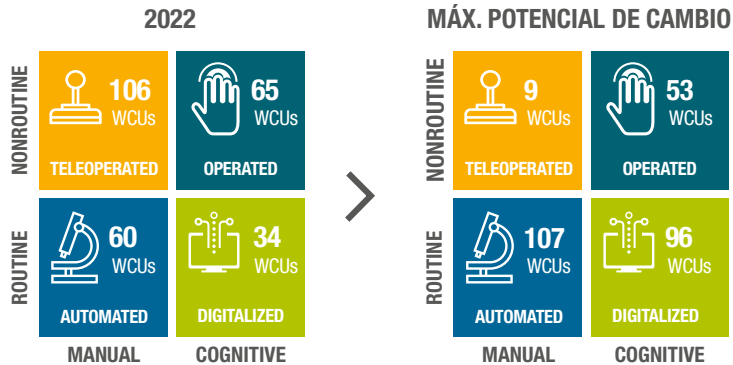 2022
NONROUTINE
106
WCUs
TELEOPERATED
65
WCUs
OPERATED
ROUTINE
60
WCUs
AUTOMATED
34
WCUs
DIGITALIZED
MANUAL
COGNITIVE
MÁX. POTENCIAL DE CAMBIO
NONROUTINE
9
WCUs
TELEOPERATED
53
WCUs
OPERATED
ROUTINE
107
WCUs
AUTOMATED
96
WCUs
DIGITALIZED
MANUAL
COGNITIVE